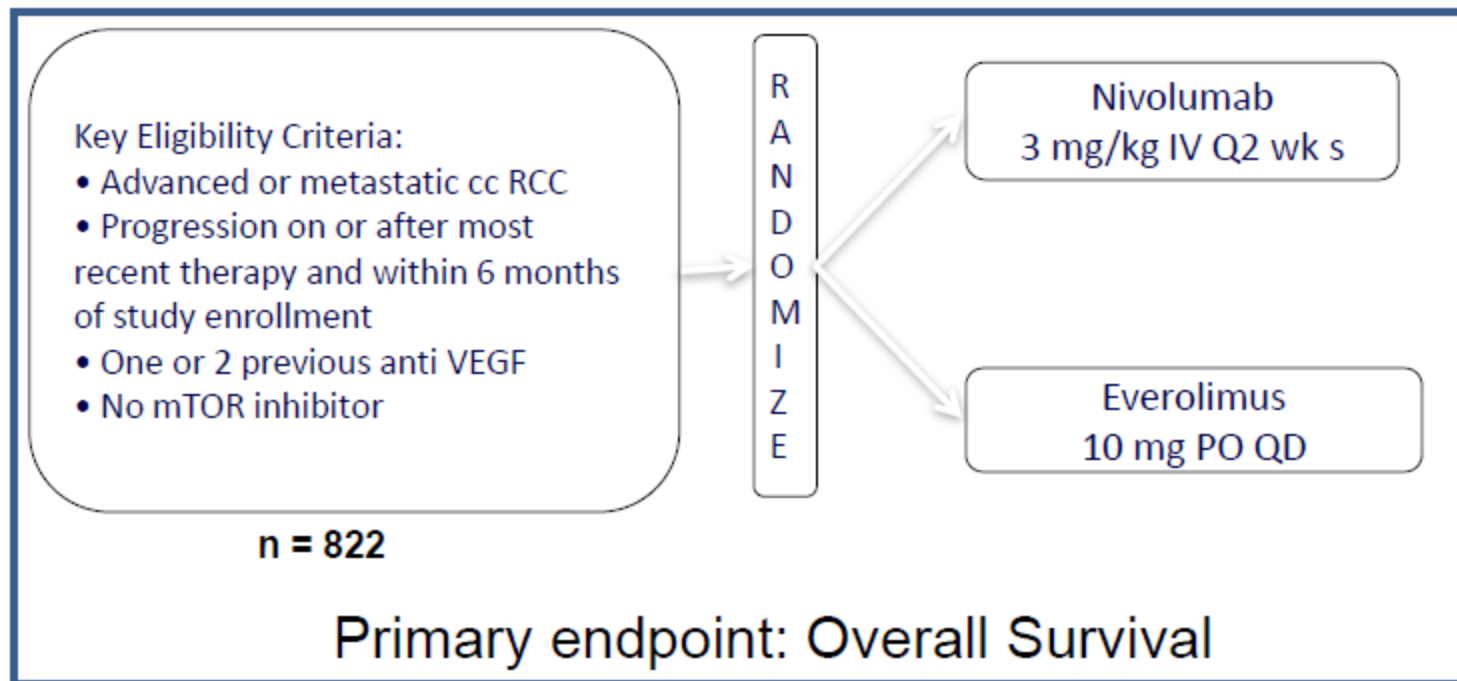 Key Eligibility Criteria:
• Advanced or metastatic cc RCC
• Progression on or after most
recent therapy and within 6 months
of study enrollment
• One or 2 previous anti VEGF
• No mTOR inhibitor
n = 822
R
A
N
D
O
M
I
Z
E
Nivolumab
3 mg/kg IV Q2 wk s
Everolimus
10 mg PO QD
Primary endpoint: Overall Survival